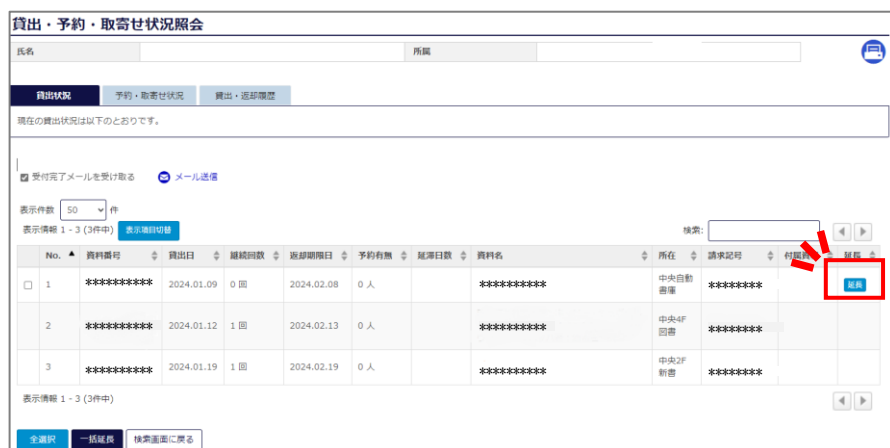 貸出・予約・取寄せ状況照会
氏名 所属
貸出状況 予約・取寄せ状況 貸出・返却履歴
現在の貸出状況は以下のとおりです。
受付完了メールを受け取る メール送信
表示件数 50 件
表示情報 1 - 3 (3件中) 表示項目切替 検索:
No. 資料番号 貸出日 継続回数 返却期限日 予約有無 延滞日数 資料名 所在 請求記号 延長
1 ********** 2024.01.09 0 回 2024.02.08 0 人 ********** 中央自動書庫 ******** 延長
2 ********** 2024.01.12 1 回 2024.02.13 0 人 ********** 中央4F図書 ********
3 ********** 2024.01.19 1 回 2024.02.19 0 人 ********** 中央2F新書 ********
表示情報 1 - 3 (3件中)
全選択 一括延長 検索画面に戻る